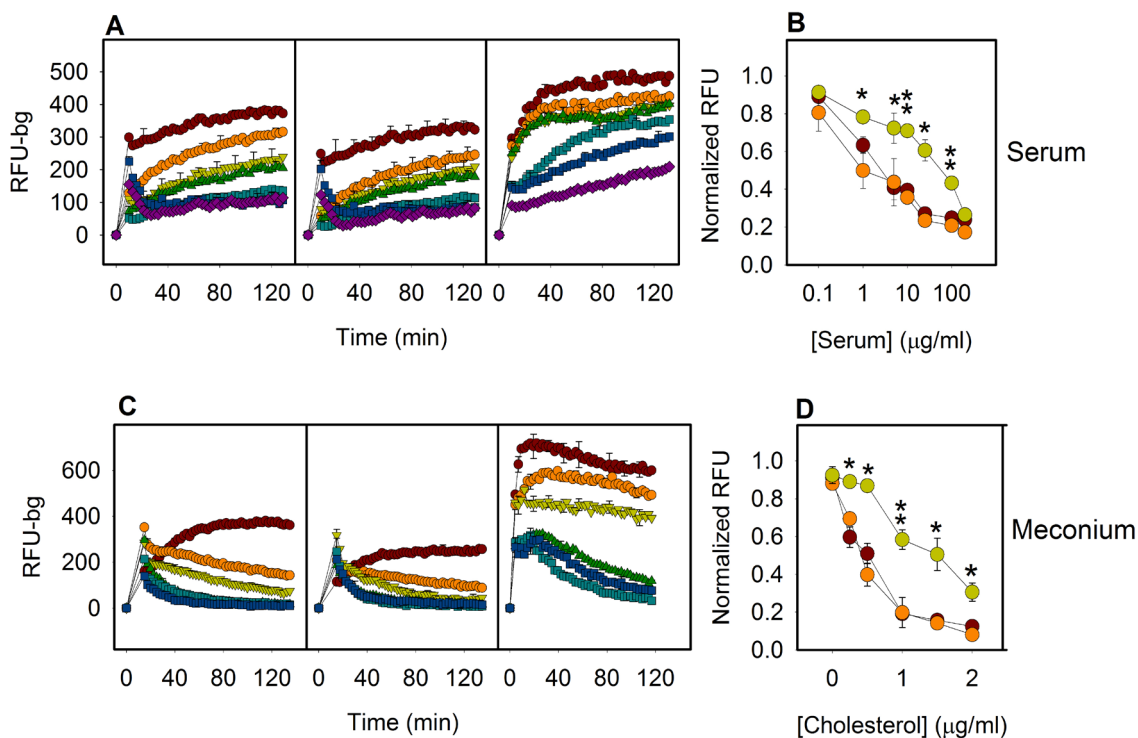 A
B
500
400
300
200
100
0
RFU-bg
0 40 80 120 0 40 80 120 0 40 80 120
Time (min)
1.0
0.8
0.6
0.4
0.2
0.0
Normalized RFU
* * ** * **
0.1 1 10 100
[Serum] (μg/ml)
Serum
C
D
600
400
200
0
RFU-bg
0 40 80 120 0 40 80 120 0 40 80 120
Time (min)
1.0
0.8
0.6
0.4
0.2
0.0
Normalized RFU
* * ** * *
0 1 2
[Cholesterol] (μg/ml)
Meconium